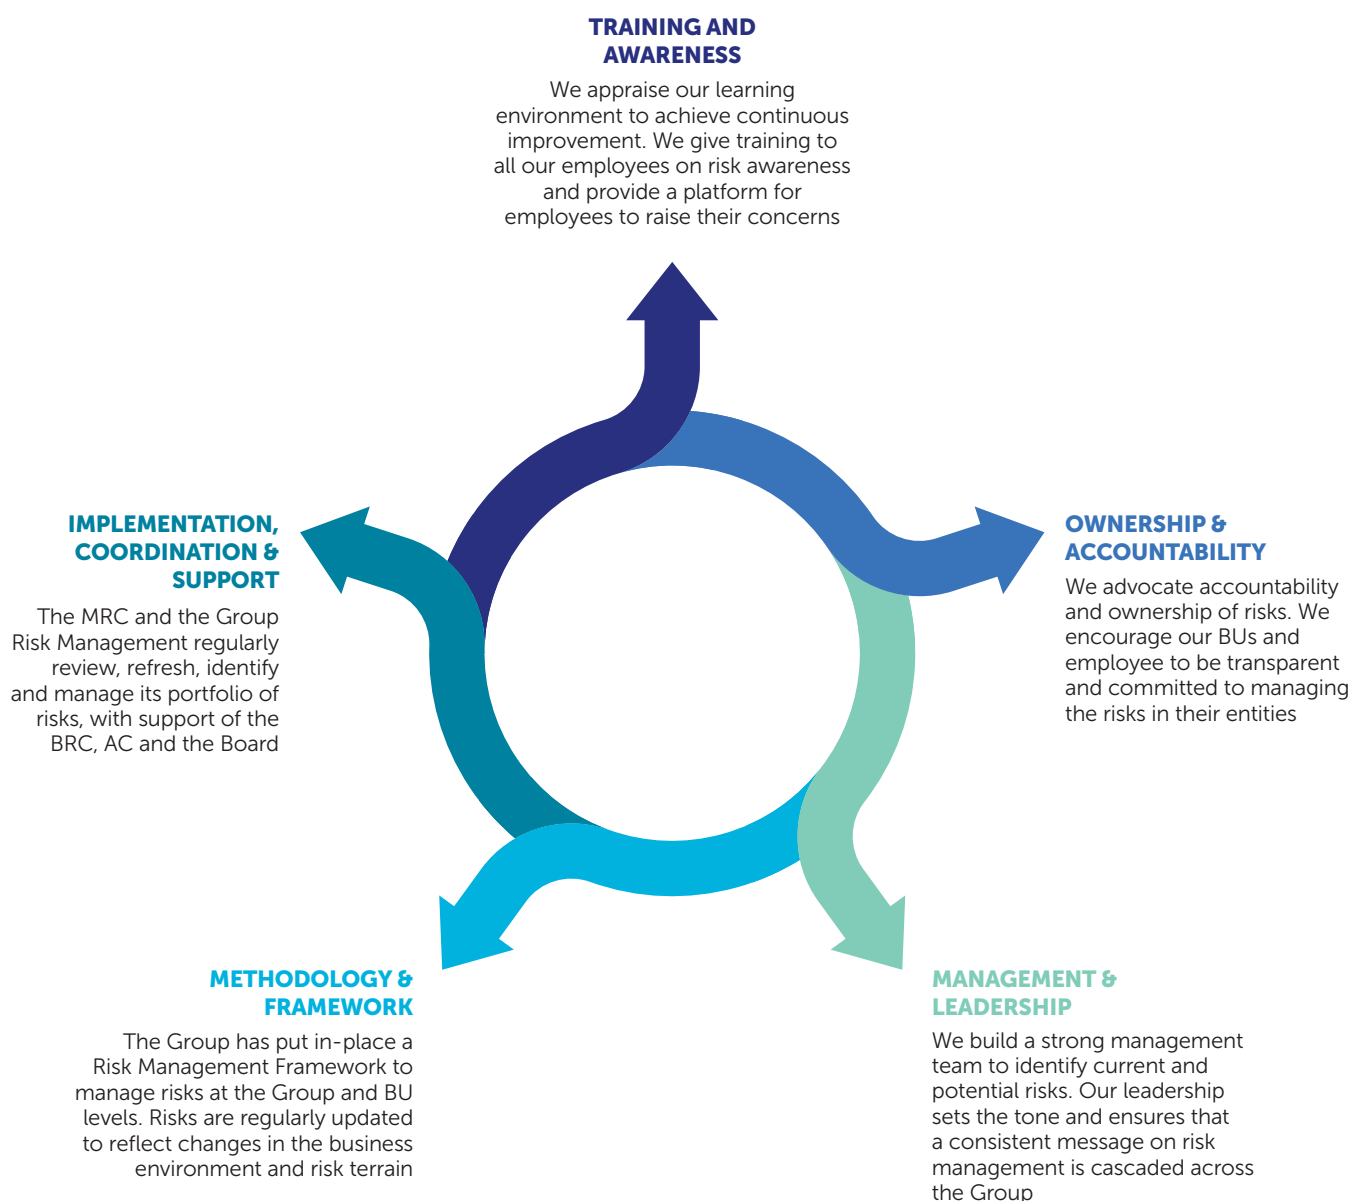 TRAINING AND
AWARENESS
We appraise our learning
environment to achieve continuous
improvement. We give training to
all our employees on risk awareness
and provide a platform for
employees to raise their concerns
OWNERSHIP &
ACCOUNTABILITY
We advocate accountability
and ownership of risks. We
encourage our BUs and
employee to be transparent
and committed to managing
the risks in their entities
MANAGEMENT &
LEADERSHIP
We build a strong management
team to identify current and
potential risks. Our leadership
sets the tone and ensures that
a consistent message on risk
management is cascaded across
the Group
METHODOLOGY &
FRAMEWORK
The Group has put in-place a
Risk Management Framework to
manage risks at the Group and BU
levels. Risks are regularly updated
to reflect changes in the business
environment and risk terrain
IMPLEMENTATION,
COORDINATION &
SUPPORT
The MRC and the Group
Risk Management regularly
review, refresh, identify
and manage its portfolio of
risks, with support of the
BRC, AC and the Board